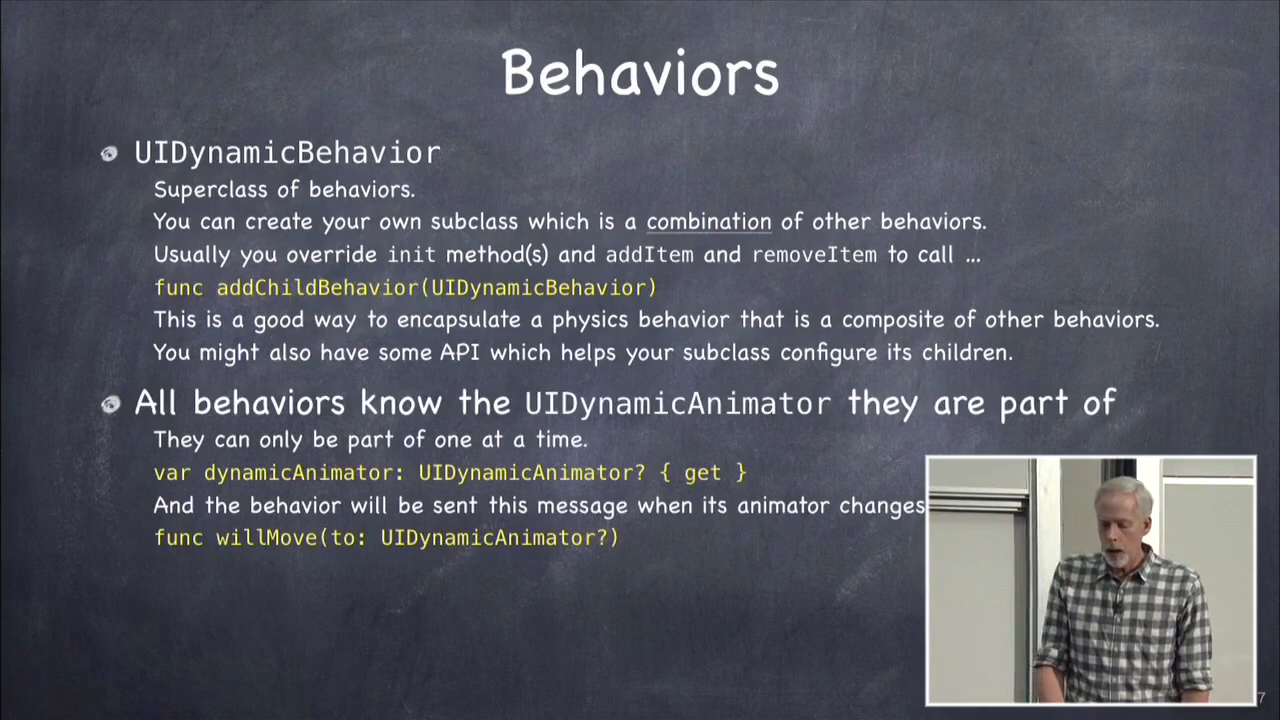 Behaviors
UIDynamicBehavior
Superclass of behaviors.
You can create your own subclass which is a combination of other behaviors.
Usually you override init method(s) and addItem and removeItem to call ...
func addChildBehavior(UIDynamicBehavior)
This is a good way to encapsulate a physics behavior that is a composite of other behaviors.
You might also have some API which helps your subclass configure its children.
All behaviors know the UIDynamicAnimator they are part of
They can only be part of one at a time.
var dynamicAnimator: UIDynamicAnimator? { get }
And the behavior will be sent this message when its animator changes
func willMove(to: UIDynamicAnimator?)
7